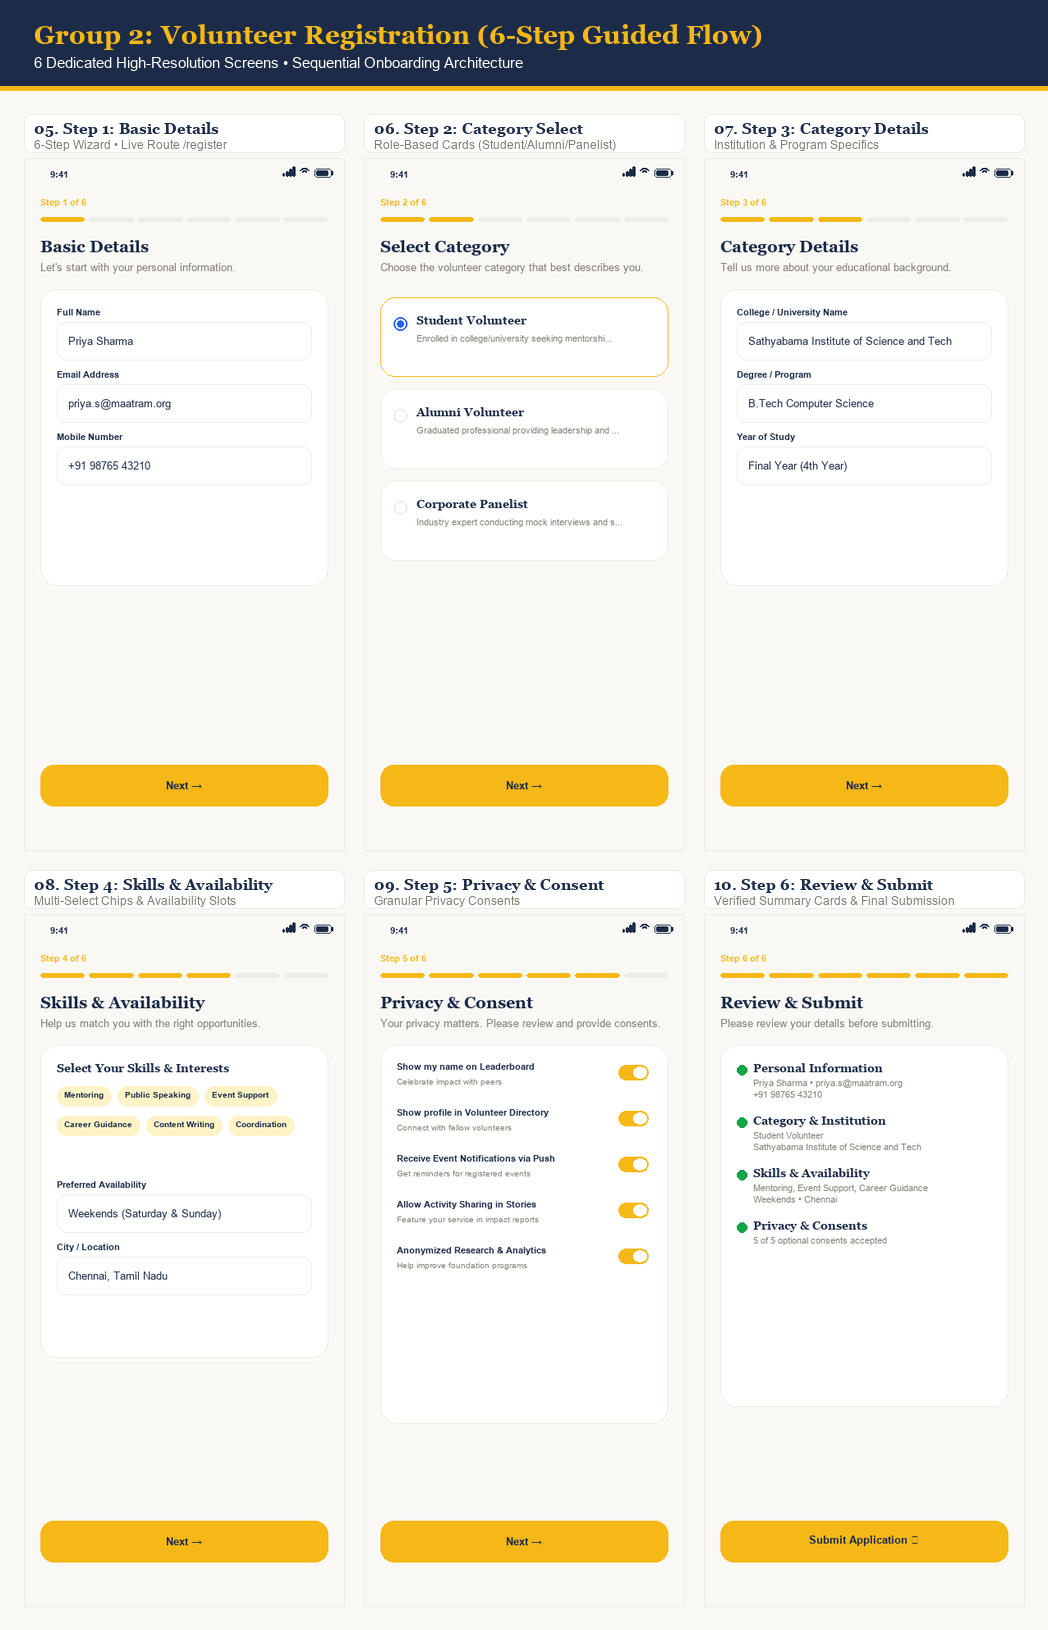 Group 2: Volunteer Registration (6-Step Guided Flow)
6 Dedicated High-Resolution Screens • Sequential Onboarding Architecture
05. Step 1: Basic Details
6-Step Wizard • Live Route /register
9:41
Step 1 of 6
Basic Details
Let's start with your personal information.
Full Name
Priya Sharma
Email Address
priya.s@maatram.org
Mobile Number
+91 98765 43210
Next →
06. Step 2: Category Select
Role-Based Cards (Student/Alumni/Panelist)
9:41
Step 2 of 6
Select Category
Choose the volunteer category that best describes you.
Student Volunteer
Enrolled in college/university seeking mentorshi...
Alumni Volunteer
Graduated professional providing leadership and ...
Corporate Panelist
Industry expert conducting mock interviews and s...
Next →
07. Step 3: Category Details
Institution & Program Specifics
9:41
Step 3 of 6
Category Details
Tell us more about your educational background.
College / University Name
Sathyabama Institute of Science and Tech
Degree / Program
B.Tech Computer Science
Year of Study
Final Year (4th Year)
Next →
08. Step 4: Skills & Availability
Multi-Select Chips & Availability Slots
9:41
Step 4 of 6
Skills & Availability
Help us match you with the right opportunities.
Select Your Skills & Interests
Mentoring Public Speaking Event Support
Career Guidance Content Writing Coordination
Preferred Availability
Weekends (Saturday & Sunday)
City / Location
Chennai, Tamil Nadu
Next →
09. Step 5: Privacy & Consent
Granular Privacy Consents
9:41
Step 5 of 6
Privacy & Consent
Your privacy matters. Please review and provide consents.
Show my name on Leaderboard
Celebrate impact with peers
Show profile in Volunteer Directory
Connect with fellow volunteers
Receive Event Notifications via Push
Get reminders for registered events
Allow Activity Sharing in Stories
Feature your service in impact reports
Anonymized Research & Analytics
Help improve foundation programs
Next →
10. Step 6: Review & Submit
Verified Summary Cards & Final Submission
9:41
Step 6 of 6
Review & Submit
Please review your details before submitting.
Personal Information
Priya Sharma • priya.s@maatram.org
+91 98765 43210
Category & Institution
Student Volunteer
Sathyabama Institute of Science and Tech
Skills & Availability
Mentoring, Event Support, Career Guidance
Weekends • Chennai
Privacy & Consents
5 of 5 optional consents accepted
Submit Application